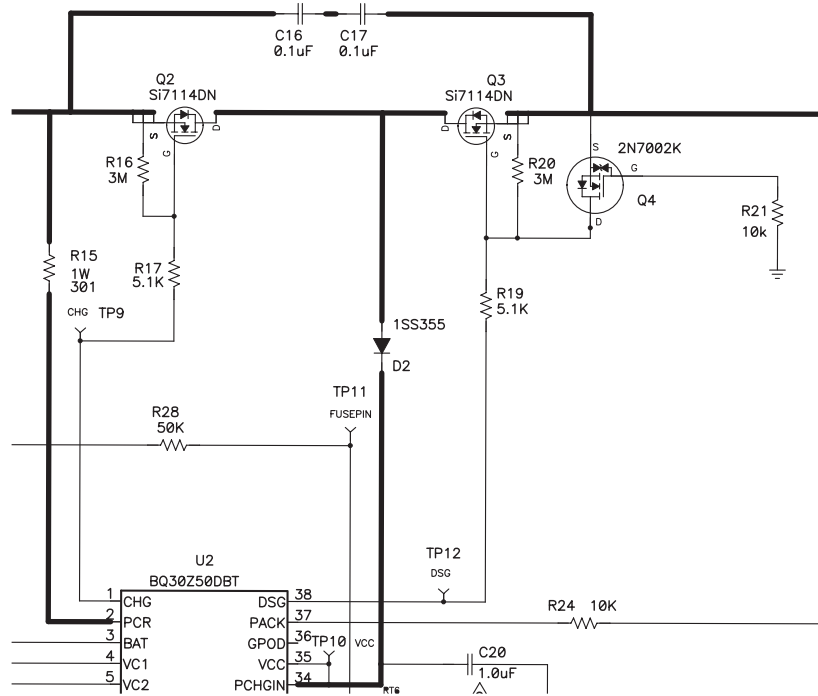 C16
0.1uF
C17
0.1uF
Q2
Si7114DN
Q3
Si7114DN
S
D
G
D
S
G
R16
3M
R20
3M
S
2N7002K
G
Q4
D
R21
10k
R15
1W
301
R17
5.1K
R19
5.1K
CHG
TP9
1SS355
D2
TP11
FUSEPIN
R28
50K
U2
BQ30Z50DBT
TP12
DSG
1
CHG
DSG
38
2
PCR
PACK
37
R24 10K
3
BAT
GPOD
36
TP10
VCC
4
VC1
VCC
35
C20
1.0uF
5
VC2
PCHGIN
34
RT6